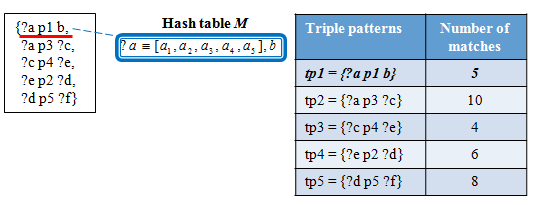 {?a p1 b,
?a p3 ?c,
?c p4 ?e,
?e p2 ?d,
?d p5 ?f}
Hash table M
?a ≡ [a₁, a₂, a₃, a₄, a₅], b
Triple patterns Number of matches
tp1 = {?a p1 b} 5
tp2 = {?a p3 ?c} 10
tp3 = {?c p4 ?e} 4
tp4 = {?e p2 ?d} 6
tp5 = {?d p5 ?f} 8